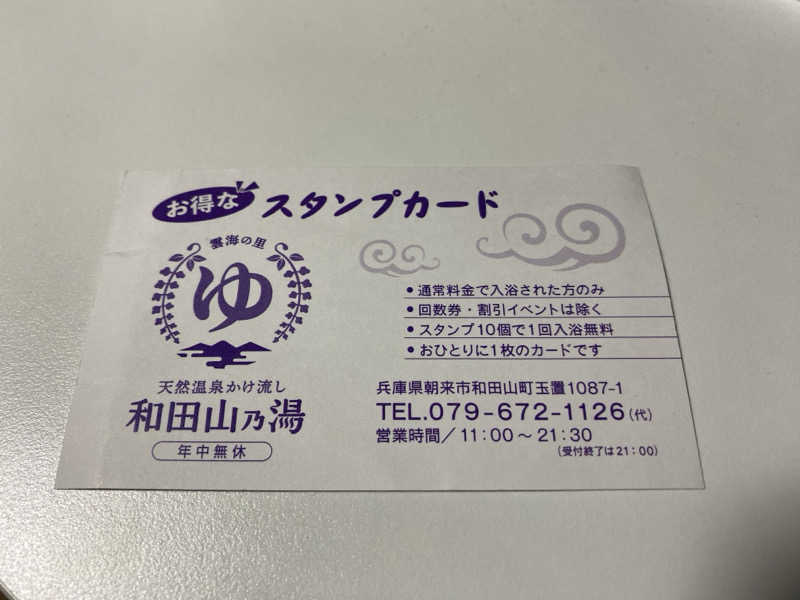 お得な スタンプカード
雲海の里
ゆ
天然温泉かけ流し
和田山乃湯
年中無休
● 通常料金で入浴された方のみ
● 回数券・割引イベントは除く
● スタンプ10個で1回入浴無料
● おひとりに1枚のカードです
兵庫県朝来市和田山町玉置1087-1
TEL.079-672-1126(代)
営業時間/11:00~21:30
(受付終了は21:00)